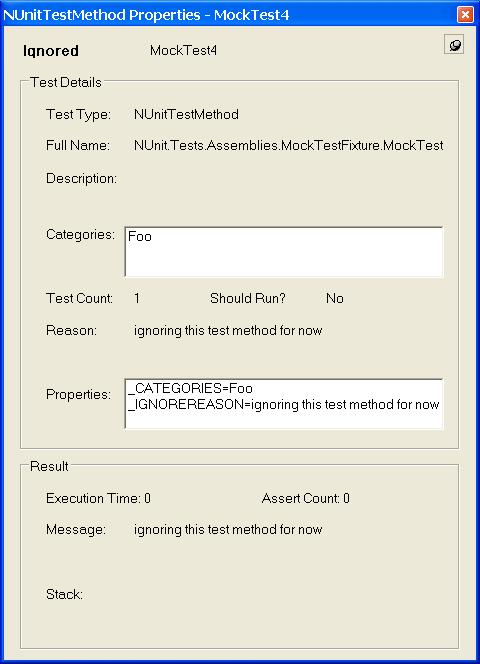 NUnitTestMethod Properties - MockTest4
Ignored MockTest4
Test Details
Test Type: NUnitTestMethod
Full Name: NUnit.Tests.Assemblies.MockTestFixture.MockTest
Description:
Categories: Foo
Test Count: 1 Should Run? No
Reason: ignoring this test method for now
Properties: _CATEGORIES=Foo
_IGNOREREASON=ignoring this test method for now
Result
Execution Time: 0 Assert Count: 0
Message: ignoring this test method for now
Stack: